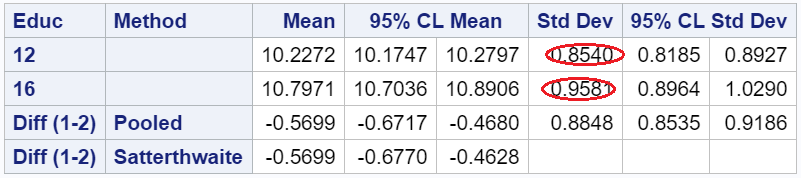 Educ Method Mean 95% CL Mean Std Dev 95% CL Std Dev
12 10.2272 10.1747 10.2797 0.8540 0.8185 0.8927
16 10.7971 10.7036 10.8906 0.9581 0.8964 1.0290
Diff (1-2) Pooled -0.5699 -0.6717 -0.4680 0.8848 0.8535 0.9186
Diff (1-2) Satterthwaite -0.5699 -0.6770 -0.4628